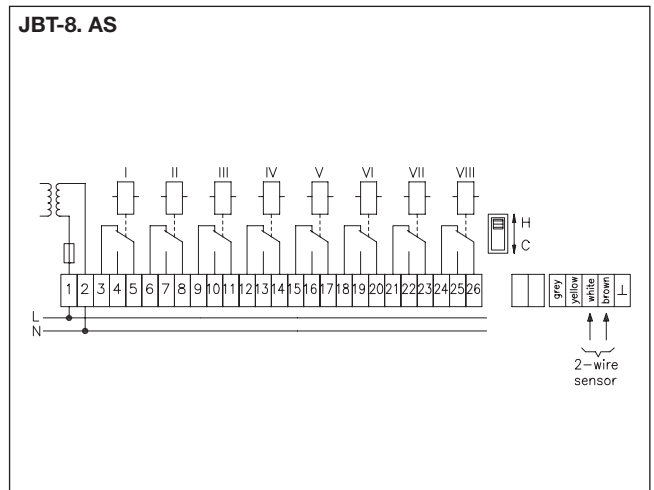 JBT-8. AS
I II III IV V VI VII VIII
H
C
1 2 3 4 5 6 7 8 9 10 11 12 13 14 15 16 17 18 19 20 21 22 23 24 25 26
grey yellow white brown ⊥
L
N
2-wire
sensor